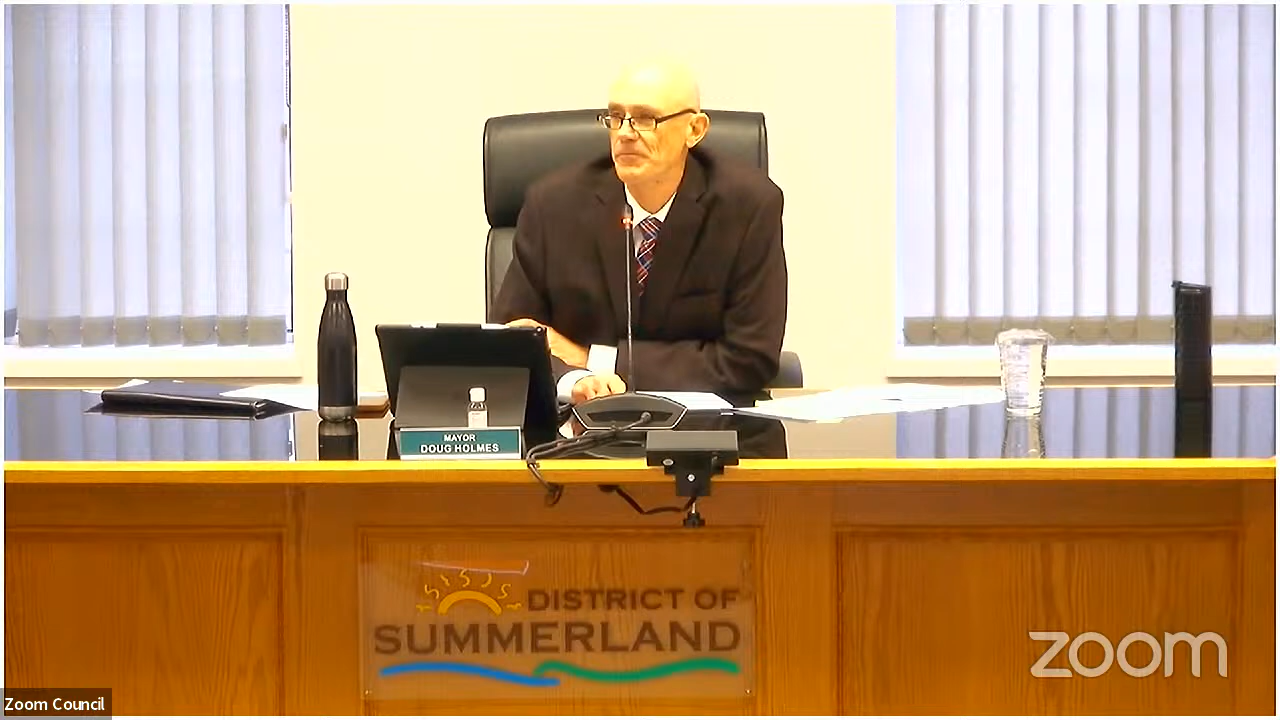 MAYOR
DOUG HOLMES
DISTRICT OF
SUMMERLAND
zoom
Zoom Council